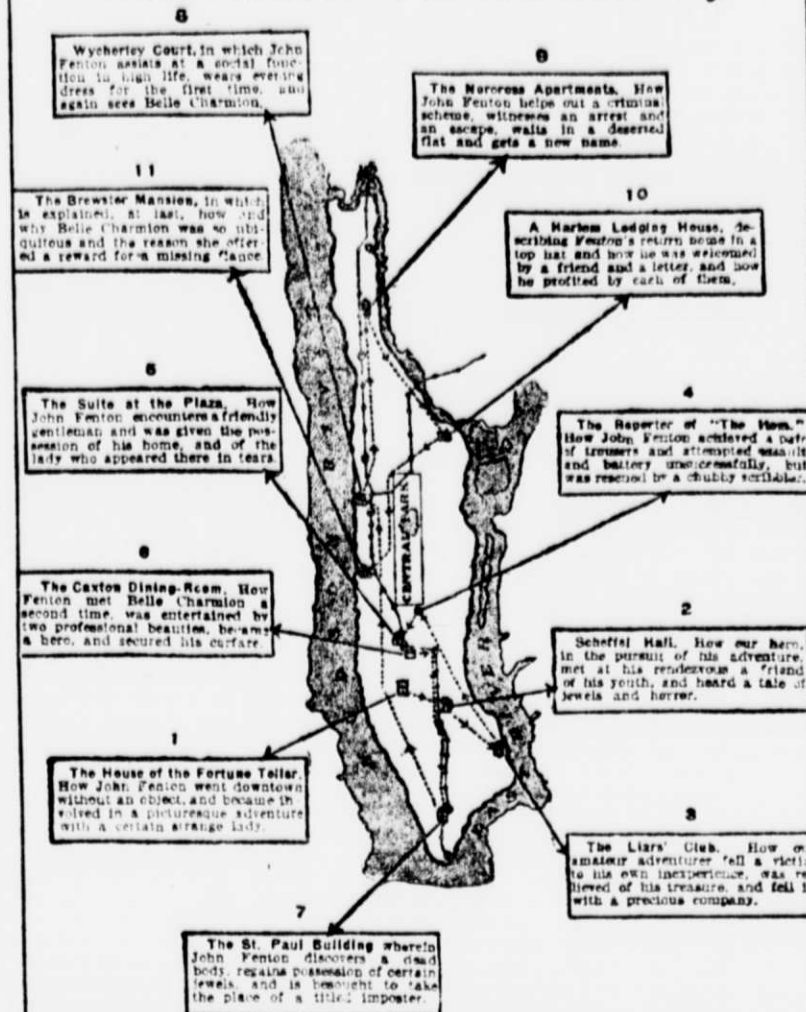 8
Wycherley Court, in which John
Fenton assists at a social func-
tion in high life, wears evening
dress for the first time, and
again sees Belle Charmion.
9
The Norcross Apartments. How
John Fenton helps out a criminal
scheme, witnesses an arrest and
an escape, waits in a deserted
flat and gets a new name.
11
The Brewster Mansion, in which
is explained, at last, how and
why Belle Charmion was so ubi-
quitous and the reason she offer-
ed a reward for a missing fiance.
10
A Harlem Lodging House, de-
scribing Fenton's return home in a
top hat and how he was welcomed
by a friend and a letter, and how
he profited by each of them.
5
The Suite at the Plaza. How
John Fenton encounters a friendly
gentleman and was given the pos-
session of his home, and of the
lady who appeared there in tears.
4
The Reporter of "The Item."
How John Fenton achieved a pair
of trousers and attempted assault
and battery unsuccessfully, but
was rescued by a chubby scribbler.
6
The Caxton Dining-Room. How
Fenton met Belle Charmion a
second time, was entertained by
two professional beauties, became
a hero, and secured his carfare.
2
Scheffel Hall. How our hero,
in the pursuit of his adventure,
met at his rendezvous a friend
of his youth, and heard a tale of
jewels and horror.
1
The House of the Fortune Teller.
How John Fenton went downtown
without an object, and became in-
volved in a picturesque adventure
with a certain strange lady.
3
The Liars' Club. How
amateur adventurer fell a
to his own inexperience, was re-
lieved of his treasure, and fell
with a precious company.
7
The St. Paul Building wherein
John Fenton discovers a dead
body, regains possession of certain
jewels, and is besought to take
the place of a titled imposter.
CENTRAL PARK
RIVER